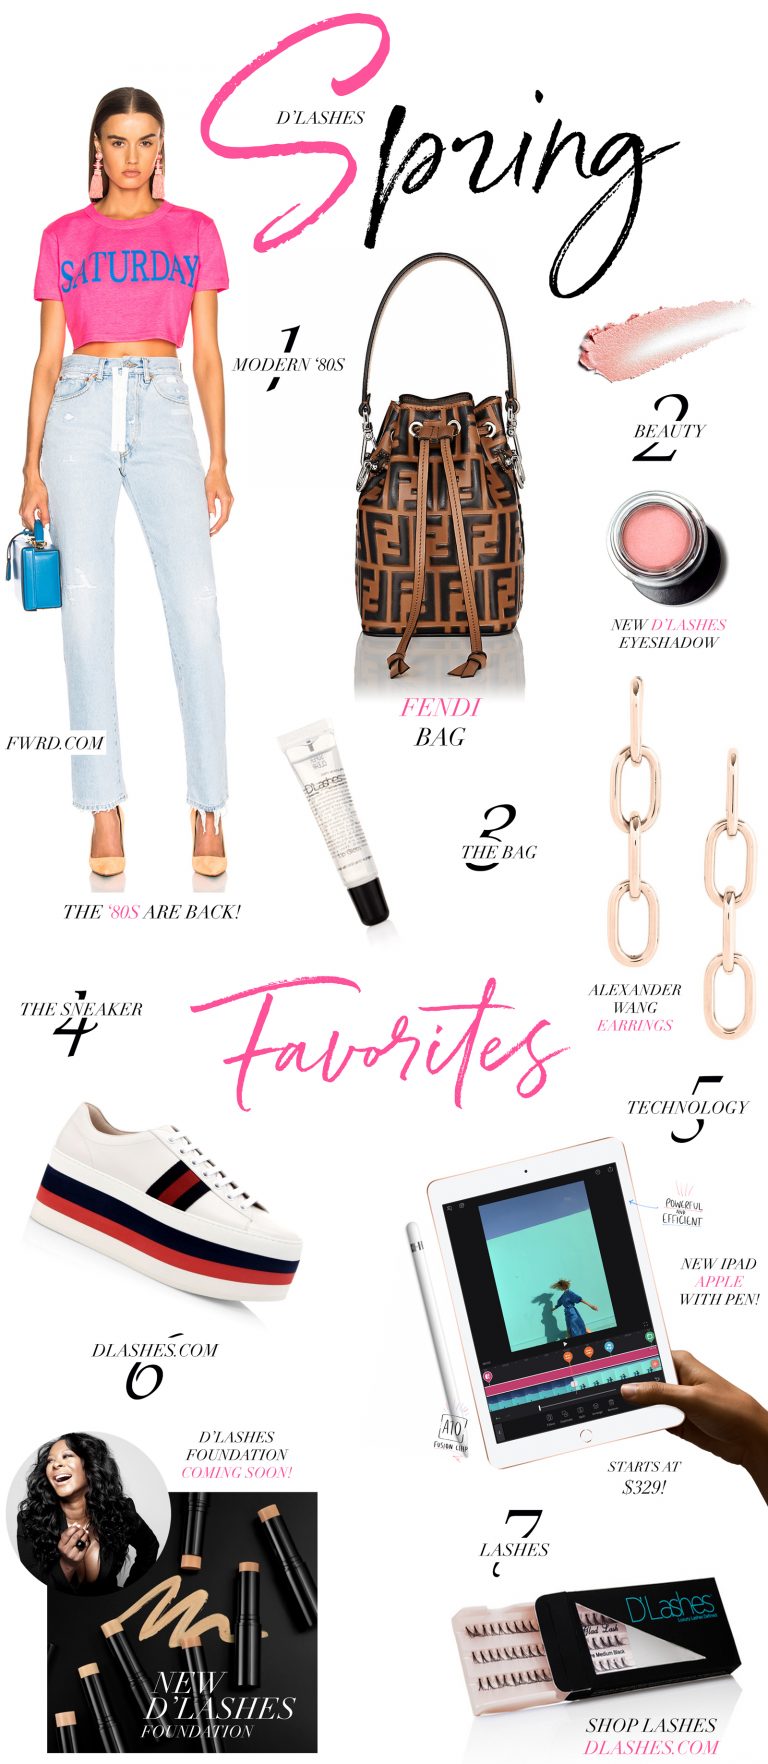 Spring
D'LASHES
SATURDAY
1
MODERN '80S
2
BEAUTY
NEW D'LASHES
EYESHADOW
FENDI
BAG
FWRD.COM
D'Lashes
3
THE BAG
THE '80S ARE BACK!
ALEXANDER
WANG
EARRINGS
4
THE SNEAKER
Favorites
5
TECHNOLOGY
POWERFUL
AND
EFFICIENT
NEW IPAD
APPLE
WITH PEN!
A10
FUSION CHIP
STARTS AT
$329!
6
DLASHES.COM
D'LASHES
FOUNDATION
COMING SOON!
NEW
D'LASHES
FOUNDATION
7
LASHES
D'Lashes
Medium Black
SHOP LASHES
DLASHES.COM